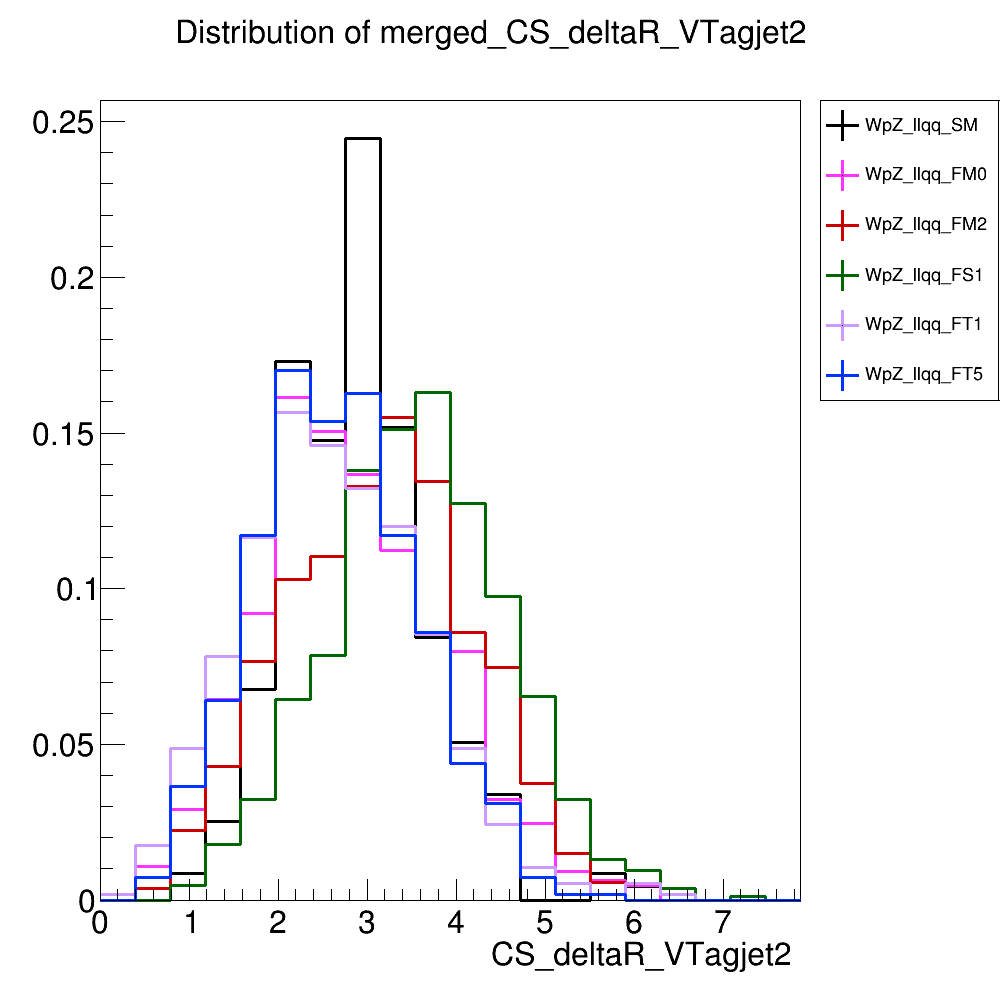 Distribution of merged_CS_deltaR_VTagjet2
0.25
0.2
0.15
0.1
0.05
0
0 1 2 3 4 5 6 7
CS_deltaR_VTagjet2
WpZ_llqq_SM
WpZ_llqq_FM0
WpZ_llqq_FM2
WpZ_llqq_FS1
WpZ_llqq_FT1
WpZ_llqq_FT5